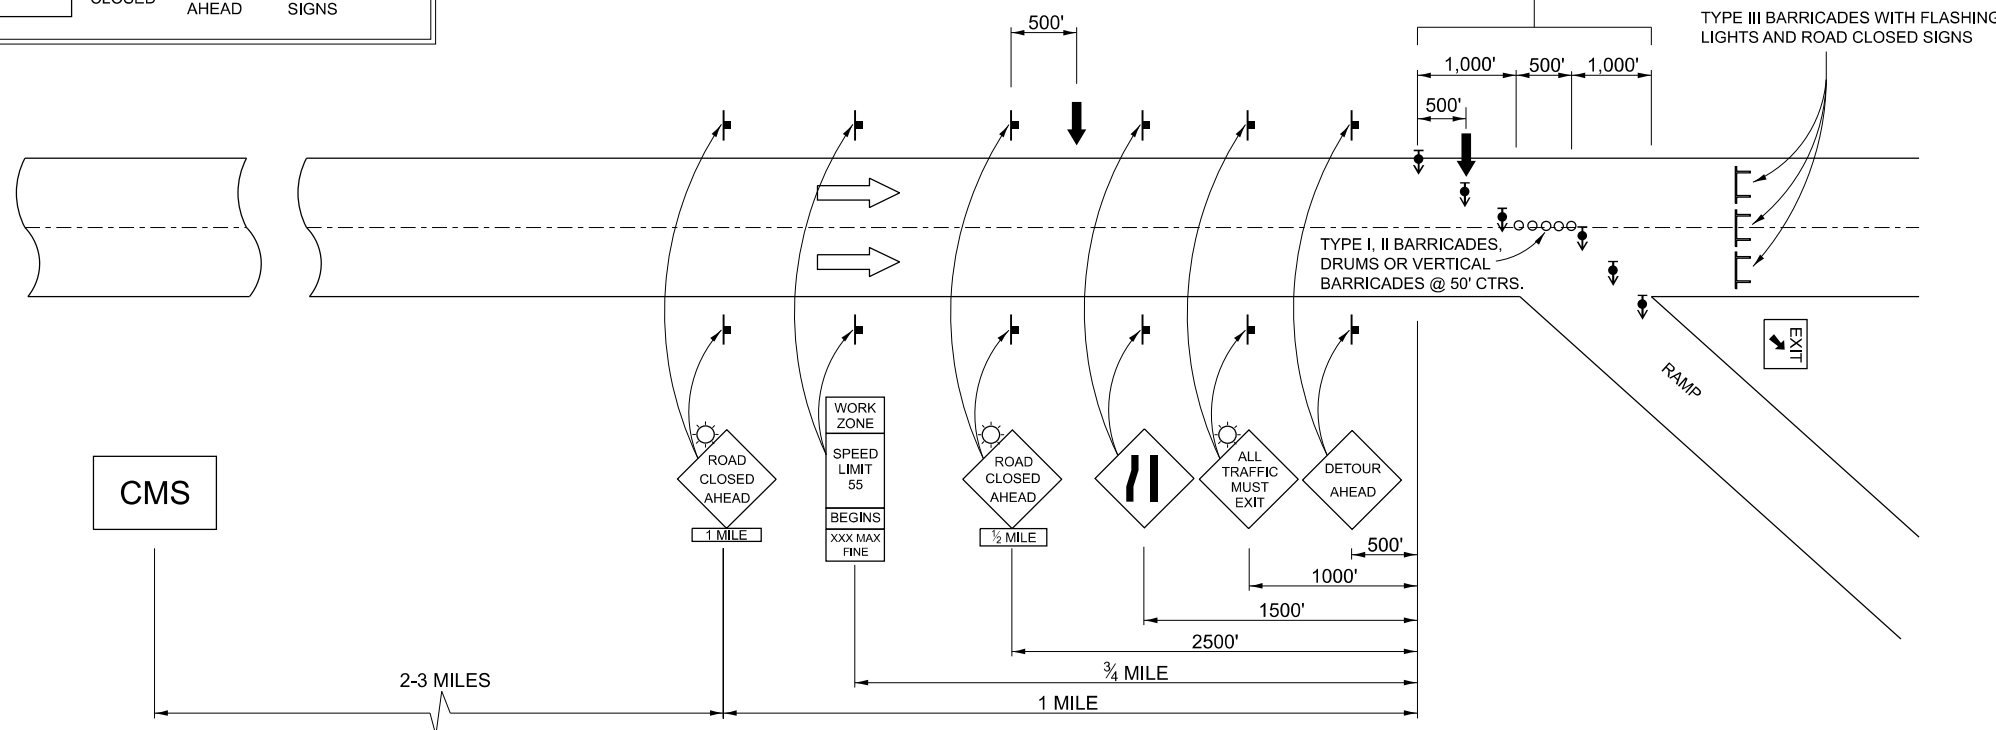 CLOSED
AHEAD
SIGNS
500'
TYPE III BARRICADES WITH FLASHING
LIGHTS AND ROAD CLOSED SIGNS
1,000'
500'
1,000'
500'
TYPE I, II BARRICADES,
DRUMS OR VERTICAL
BARRICADES @ 50' CTRS.
EXIT
RAMP
CMS
ROAD
CLOSED
AHEAD
1 MILE
WORK
ZONE
SPEED
LIMIT
55
BEGINS
XXX MAX
FINE
ROAD
CLOSED
AHEAD
½ MILE
ALL
TRAFFIC
MUST
EXIT
DETOUR
AHEAD
500'
1000'
1500'
2500'
¾ MILE
1 MILE
2-3 MILES